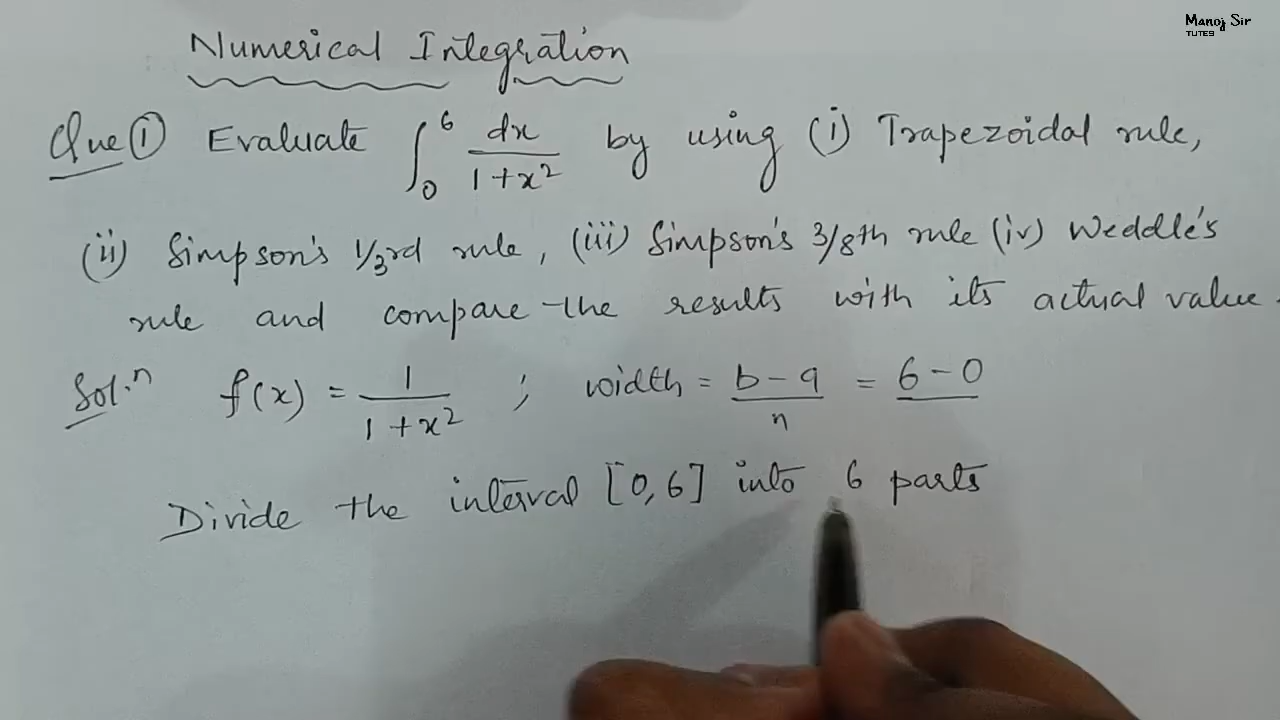 Manoj Sir
TUTES
Numerical Integration
Que ① Evaluate ∫₀⁶ dx/(1+x²) by using (i) Trapezoidal rule,
(ii) Simpson's 1/3rd rule, (iii) Simpson's 3/8th rule (iv) Weddle's
rule and compare the results with its actual value.
Sol.ⁿ f(x) = 1/(1+x²) ; width = (b-a)/n = 6-0
Divide the interval [0,6] into 6 parts